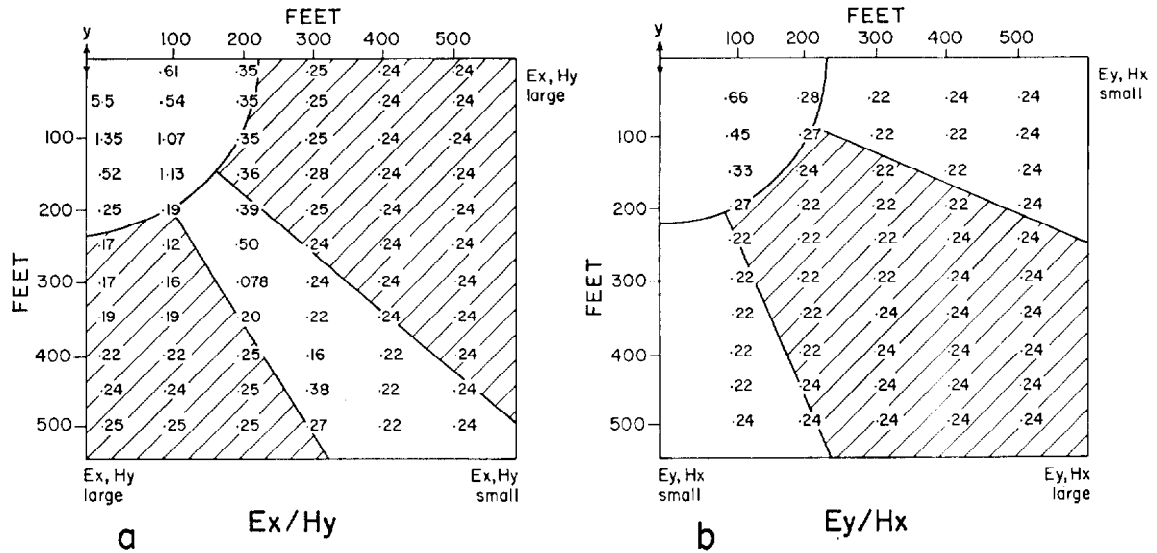 FEET
y 100 200 300 400 500
·61 ·35 ·25 ·24 ·24
5.5 ·54 ·35 ·25 ·24 ·24
100 1·35 1·07 ·35 ·25 ·24 ·24
·52 1·13 ·36 ·28 ·24 ·24
200 ·25 ·19 ·39 ·25 ·24 ·24
·17 ·12 ·50 ·24 ·24 ·24
300 ·17 ·16 ·078 ·24 ·24 ·24
·19 ·19 ·20 ·22 ·24 ·24
400 ·22 ·22 ·25 ·16 ·22 ·24
·24 ·24 ·25 ·38 ·22 ·24
500 ·25 ·25 ·25 ·27 ·22 ·24
FEET
Ex, Hy
large
Ex, Hy
large
Ex, Hy
small
a
Ex/Hy
FEET
y 100 200 300 400 500
·66 ·28 ·22 ·24 ·24
100 ·45 ·27 ·22 ·22 ·24
·33 ·24 ·22 ·22 ·24
200 ·27 ·22 ·22 ·22 ·24
·22 ·22 ·22 ·24 ·24
300 ·22 ·22 ·22 ·24 ·24
·22 ·22 ·24 ·24 ·24
400 ·22 ·22 ·24 ·24 ·24
·22 ·24 ·24 ·24 ·24
500 ·24 ·24 ·24 ·24 ·24
FEET
Ey, Hx
small
Ey, Hx
small
Ey, Hx
large
b
Ey/Hx